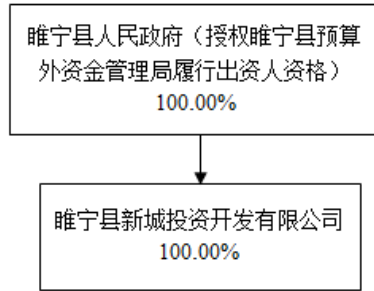 睢宁县人民政府（授权睢宁县预算
外资金管理局履行出资人资格）
100.00%
睢宁县新城投资开发有限公司
100.00%